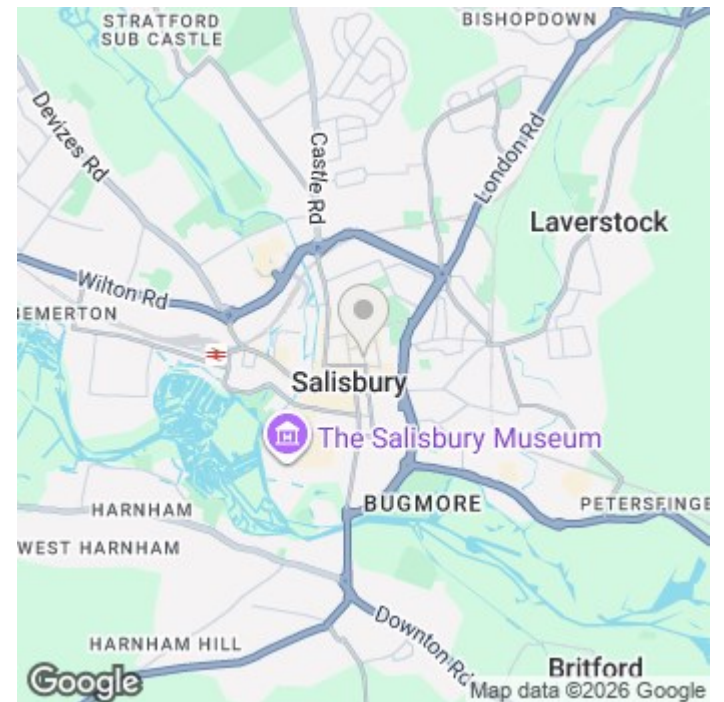 STRATFORD
SUB CASTLE
BISHOPDOWN
Devizes Rd
Castle Rd
London Rd
Laverstock
Wilton Rd
BEMERTON
Salisbury
The Salisbury Museum
BUGMORE
PETERSFINGE
HARNHAM
WEST HARNHAM
Downton Rd
HARNHAM HILL
Britford
Google
Map data ©2026 Google